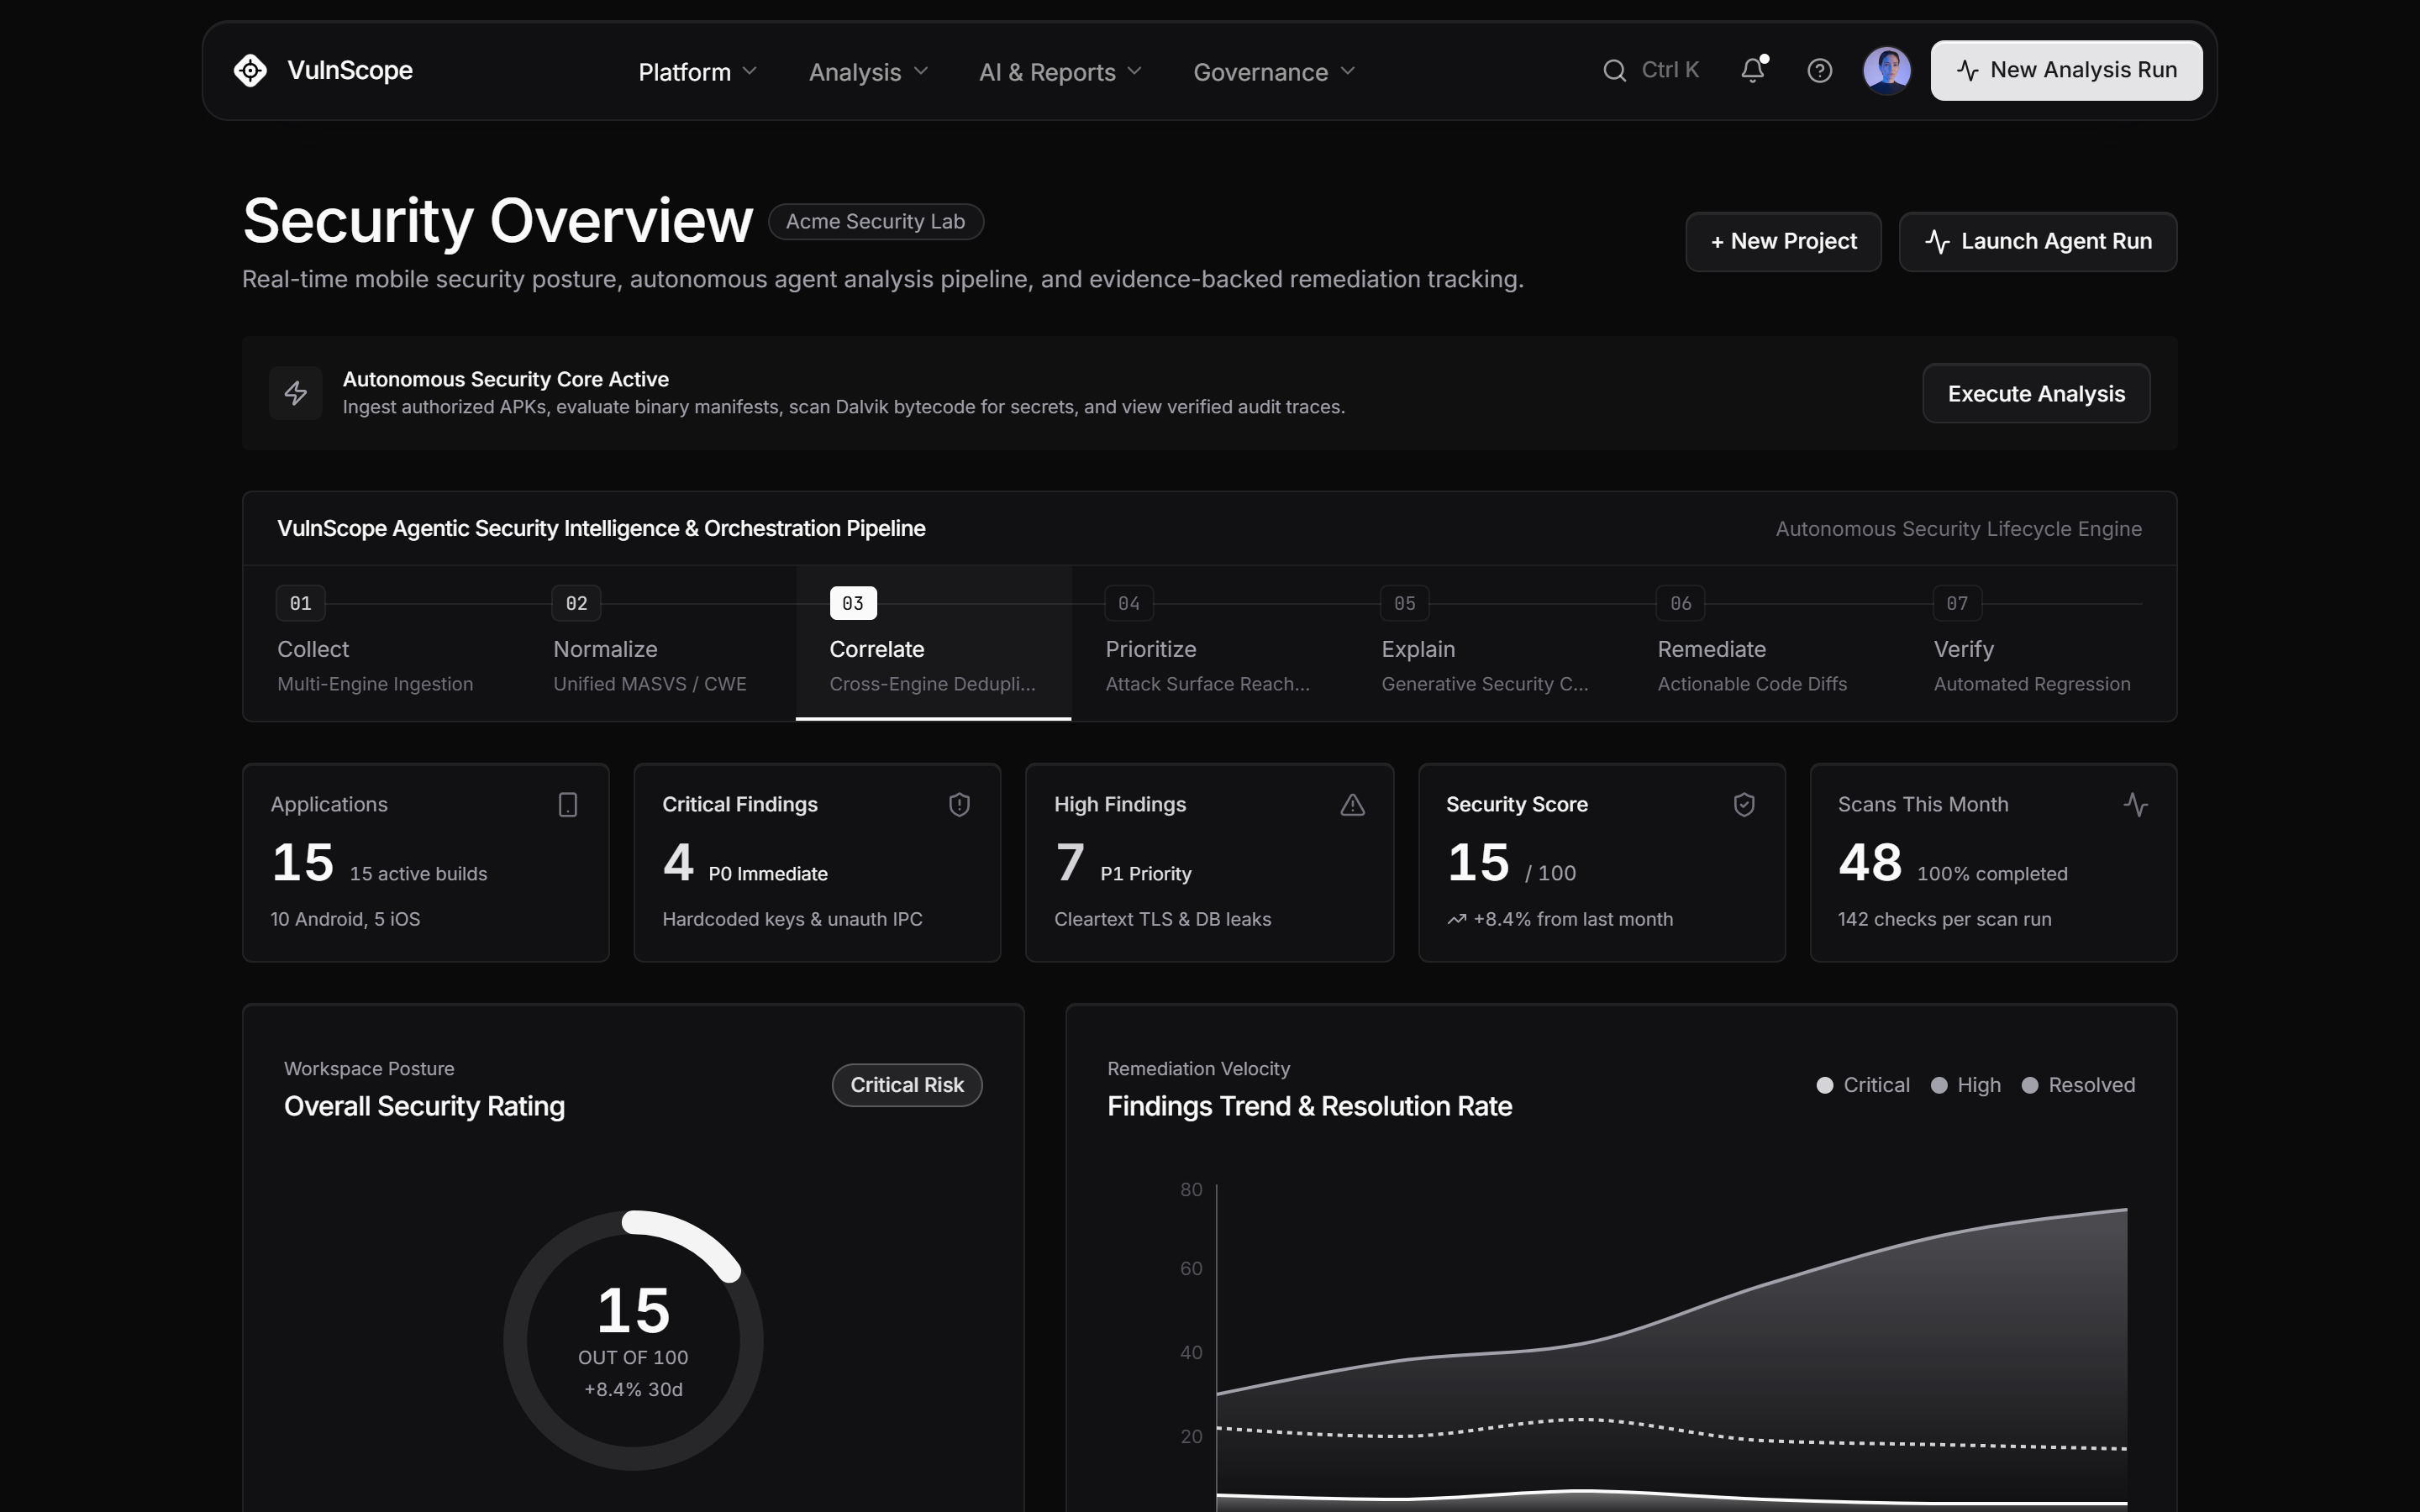 VulnScope
Platform
Analysis
AI & Reports
Governance
Ctrl K
New Analysis Run
Security Overview
Acme Security Lab
Real-time mobile security posture, autonomous agent analysis pipeline, and evidence-backed remediation tracking.
+ New Project
Launch Agent Run
Autonomous Security Core Active
Ingest authorized APKs, evaluate binary manifests, scan Dalvik bytecode for secrets, and view verified audit traces.
Execute Analysis
VulnScope Agentic Security Intelligence & Orchestration Pipeline
Autonomous Security Lifecycle Engine
01
Collect
Multi-Engine Ingestion
02
Normalize
Unified MASVS / CWE
03
Correlate
Cross-Engine Dedupli...
04
Prioritize
Attack Surface Reach...
05
Explain
Generative Security C...
06
Remediate
Actionable Code Diffs
07
Verify
Automated Regression
Applications
15 15 active builds
10 Android, 5 iOS
Critical Findings
4 P0 Immediate
Hardcoded keys & unauth IPC
High Findings
7 P1 Priority
Cleartext TLS & DB leaks
Security Score
15 / 100
+8.4% from last month
Scans This Month
48 100% completed
142 checks per scan run
Workspace Posture
Overall Security Rating
Critical Risk
15
OUT OF 100
+8.4% 30d
Remediation Velocity
Findings Trend & Resolution Rate
Critical
High
Resolved
80
60
40
20